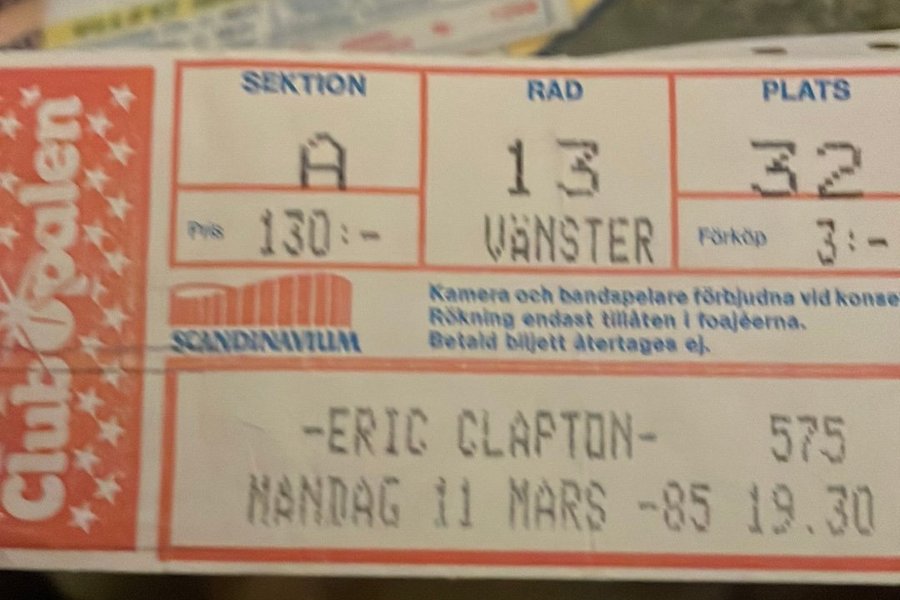 SEKTION
A
Pris 130:-
RAD
13
VÄNSTER
PLATS
32
Förköp 3:-
SCANDINAVIUM
Kamera och bandspelare förbjudna vid konse
Rökning endast tillåten i foajéerna.
Betald biljett återtages ej.
-ERIC CLAPTON- 575
MANDAG 11 MARS -85 19.30
Club Opalen